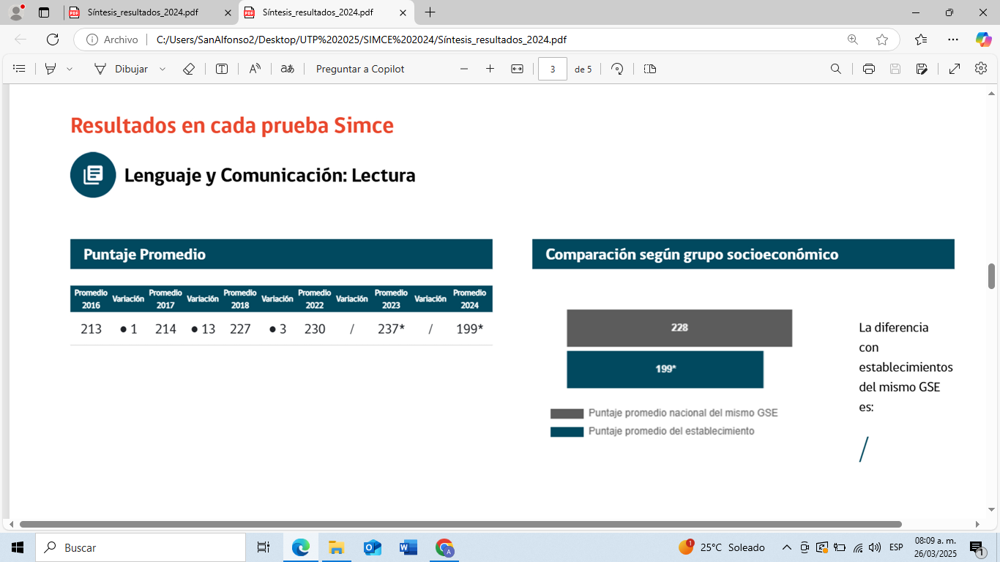 Síntesis_resultados_2024.pdf
Síntesis_resultados_2024.pdf
Archivo
C:/Users/SanAlfonso2/Desktop/UTP%202025/SIMCE%202024/Síntesis_resultados_2024.pdf
Dibujar
Preguntar a Copilot
3 de 5
Resultados en cada prueba Simce
Lenguaje y Comunicación: Lectura
Puntaje Promedio
Promedio 2016 Variación Promedio 2017 Variación Promedio 2018 Variación Promedio 2022 Variación Promedio 2023 Variación Promedio 2024
213 ● 1 214 ● 13 227 ● 3 230 / 237* / 199*
Comparación según grupo socioeconómico
228
199*
Puntaje promedio nacional del mismo GSE
Puntaje promedio del establecimiento
La diferencia
con
establecimientos
del mismo GSE
es:
/
Buscar
1
25°C Soleado
ESP
08:09 a. m.
26/03/2025
1